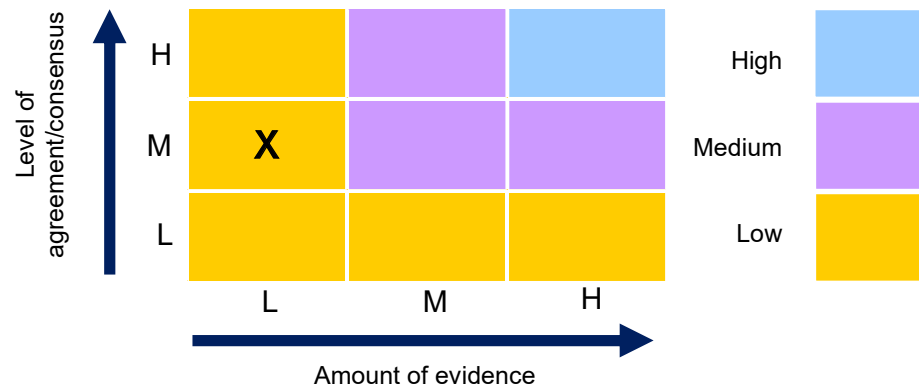 Level of
agreement/consensus
H
High
M
X
Medium
L
Low
L
M
H
Amount of evidence